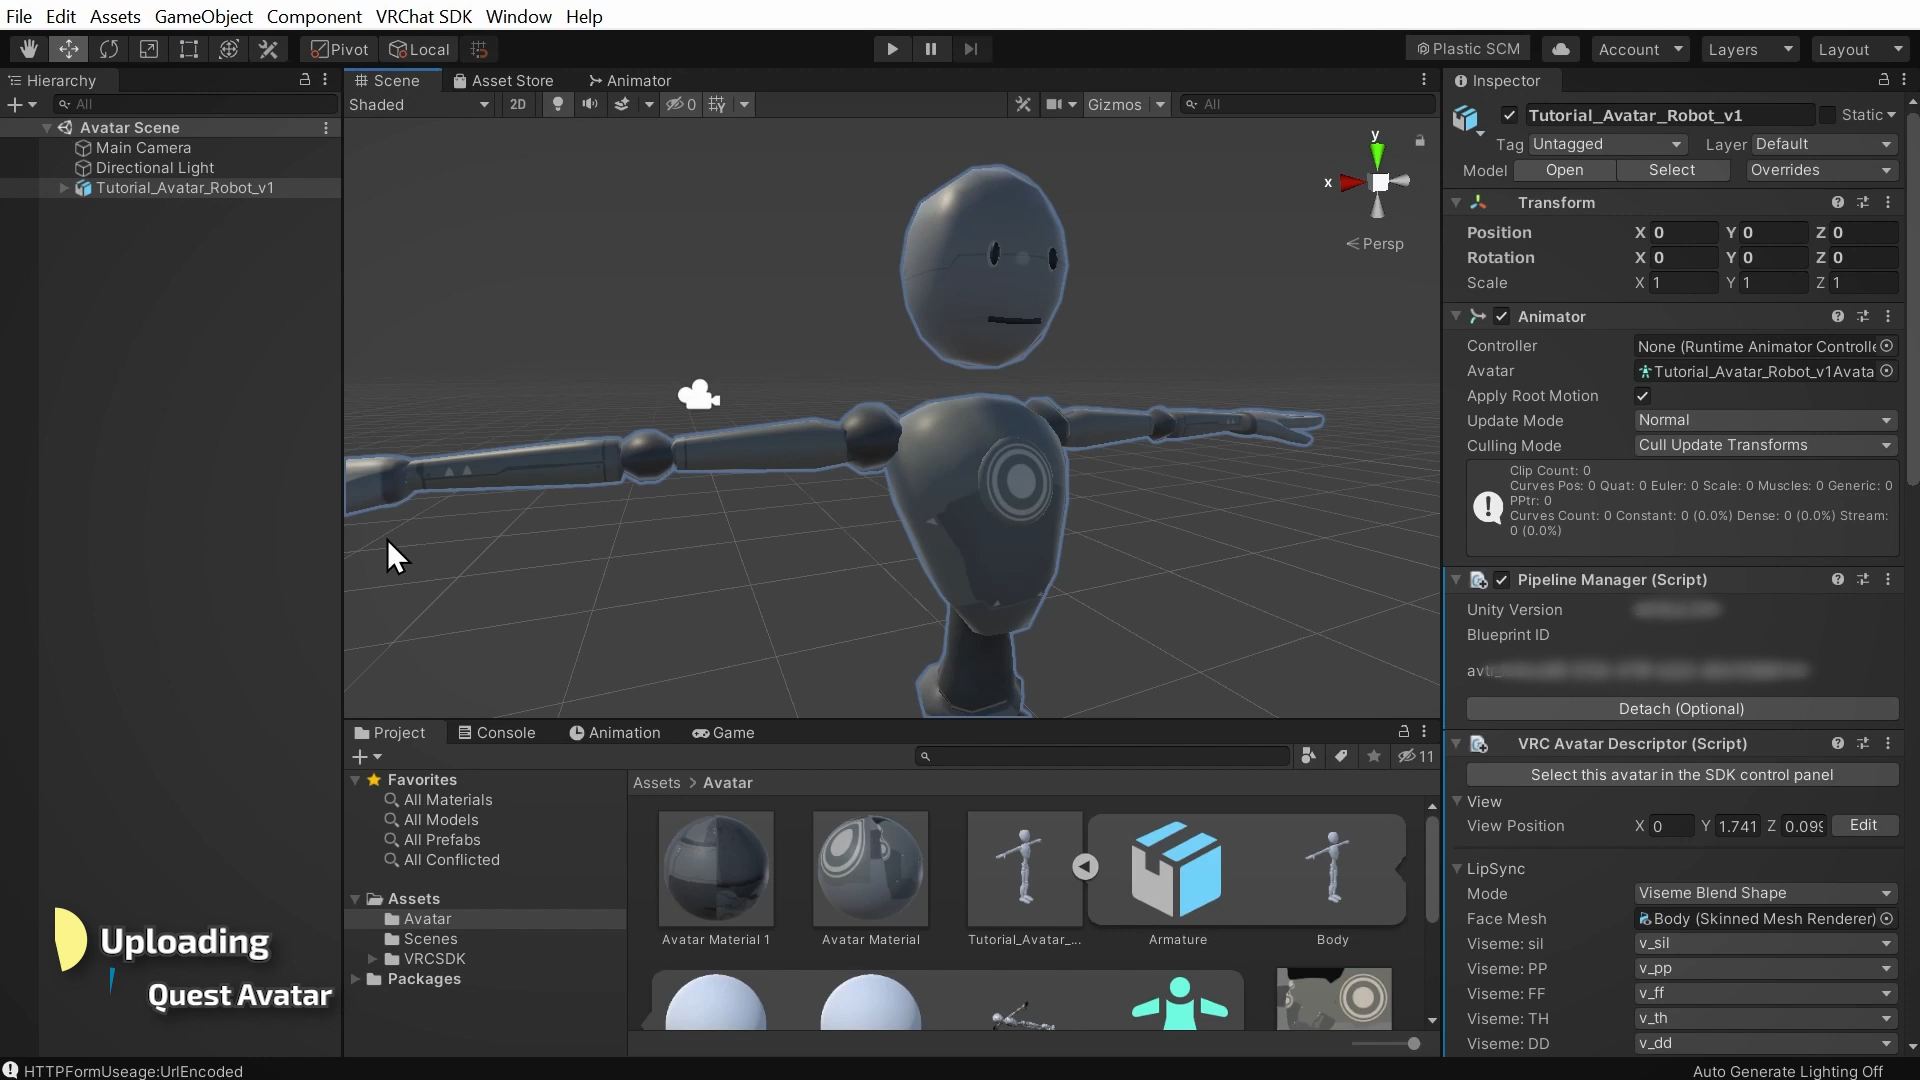 File Edit Assets GameObject Component VRChat SDK Window Help
Pivot Local Plastic SCM Account Layers Layout
Hierarchy
All
Avatar Scene
Main Camera
Directional Light
Tutorial_Avatar_Robot_v1
Scene Asset Store Animator
Shaded 2D 0 Gizmos All
y
x
Persp
Project Console Animation Game
11
Favorites
All Materials
All Models
All Prefabs
All Conflicted
Assets
Avatar
Scenes
VRCSDK
Packages
Assets > Avatar
Avatar Material 1 Avatar Material Tutorial_Avatar_... Armature Body
Inspector
Tutorial_Avatar_Robot_v1 Static
Tag Untagged Layer Default
Model Open Select Overrides
Transform
Position X 0 Y 0 Z 0
Rotation X 0 Y 0 Z 0
Scale X 1 Y 1 Z 1
Animator
Controller None (Runtime Animator Controlle
Avatar Tutorial_Avatar_Robot_v1Avata
Apply Root Motion
Update Mode Normal
Culling Mode Cull Update Transforms
Clip Count: 0
Curves Pos: 0 Quat: 0 Euler: 0 Scale: 0 Muscles: 0 Generic: 0
PPtr: 0
Curves Count: 0 Constant: 0 (0.0%) Dense: 0 (0.0%) Stream:
0 (0.0%)
Pipeline Manager (Script)
Unity Version
Blueprint ID
Detach (Optional)
VRC Avatar Descriptor (Script)
Select this avatar in the SDK control panel
View
View Position X 0 Y 1.741 Z 0.099 Edit
LipSync
Mode Viseme Blend Shape
Face Mesh Body (Skinned Mesh Renderer)
Viseme: sil v_sil
Viseme: PP v_pp
Viseme: FF v_ff
Viseme: TH v_th
Viseme: DD v_dd
Uploading
Quest Avatar
HTTPFormUseage:UrlEncoded
Auto Generate Lighting Off